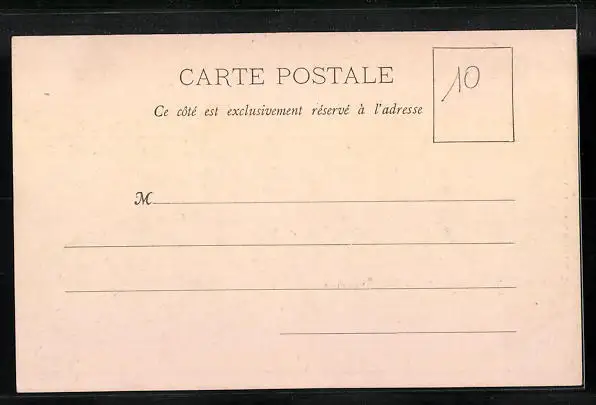 CARTE POSTALE
10
Ce côté est exclusivement réservé à l'adresse
M